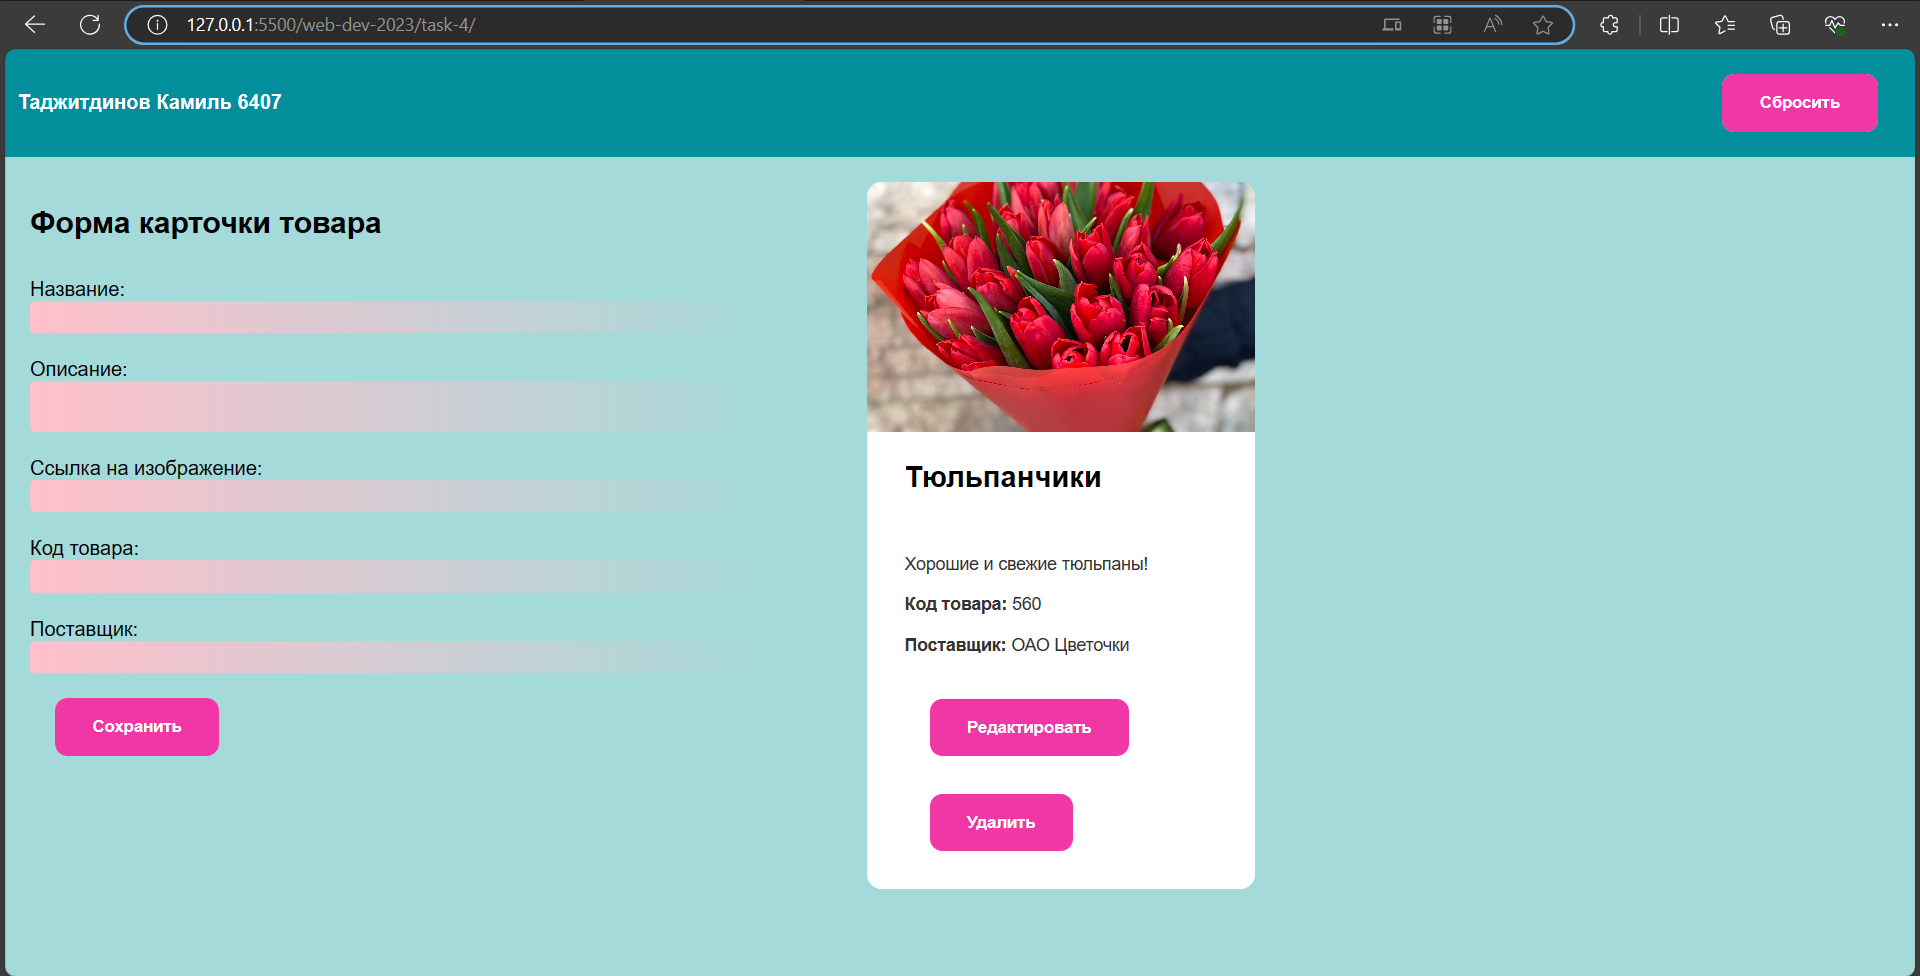 127.0.0.1:5500/web-dev-2023/task-4/
Таджитдинов Камиль 6407
Сбросить
Форма карточки товара
Название:
Описание:
Ссылка на изображение:
Код товара:
Поставщик:
Сохранить
Тюльпанчики
Хорошие и свежие тюльпаны!
Код товара: 560
Поставщик: ОАО Цветочки
Редактировать
Удалить